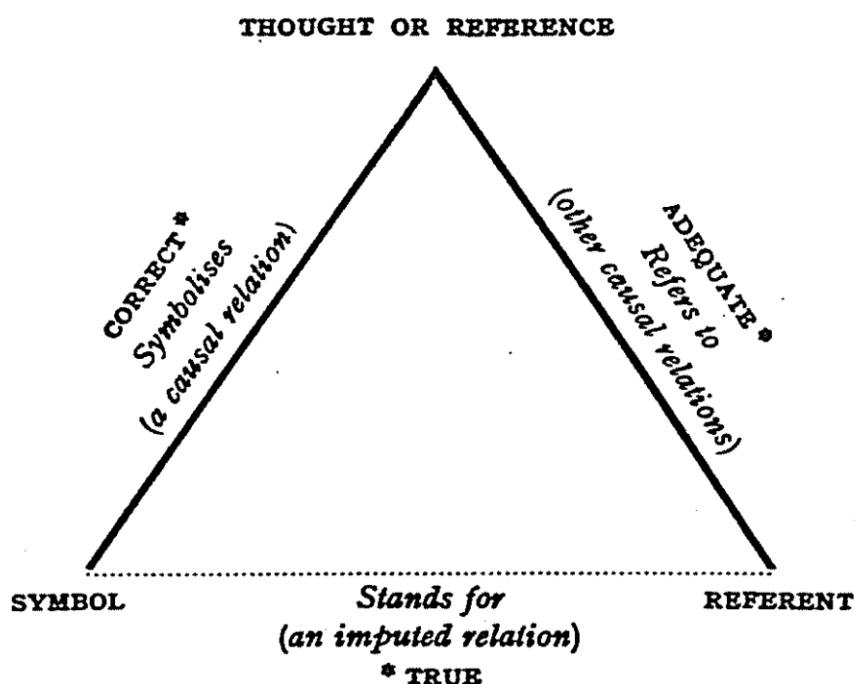 THOUGHT OR REFERENCE
CORRECT*
Symbolises
(a causal relation)
ADEQUATE*
Refers to
(other causal relations)
SYMBOL
Stands for
(an imputed relation)
* TRUE
REFERENT